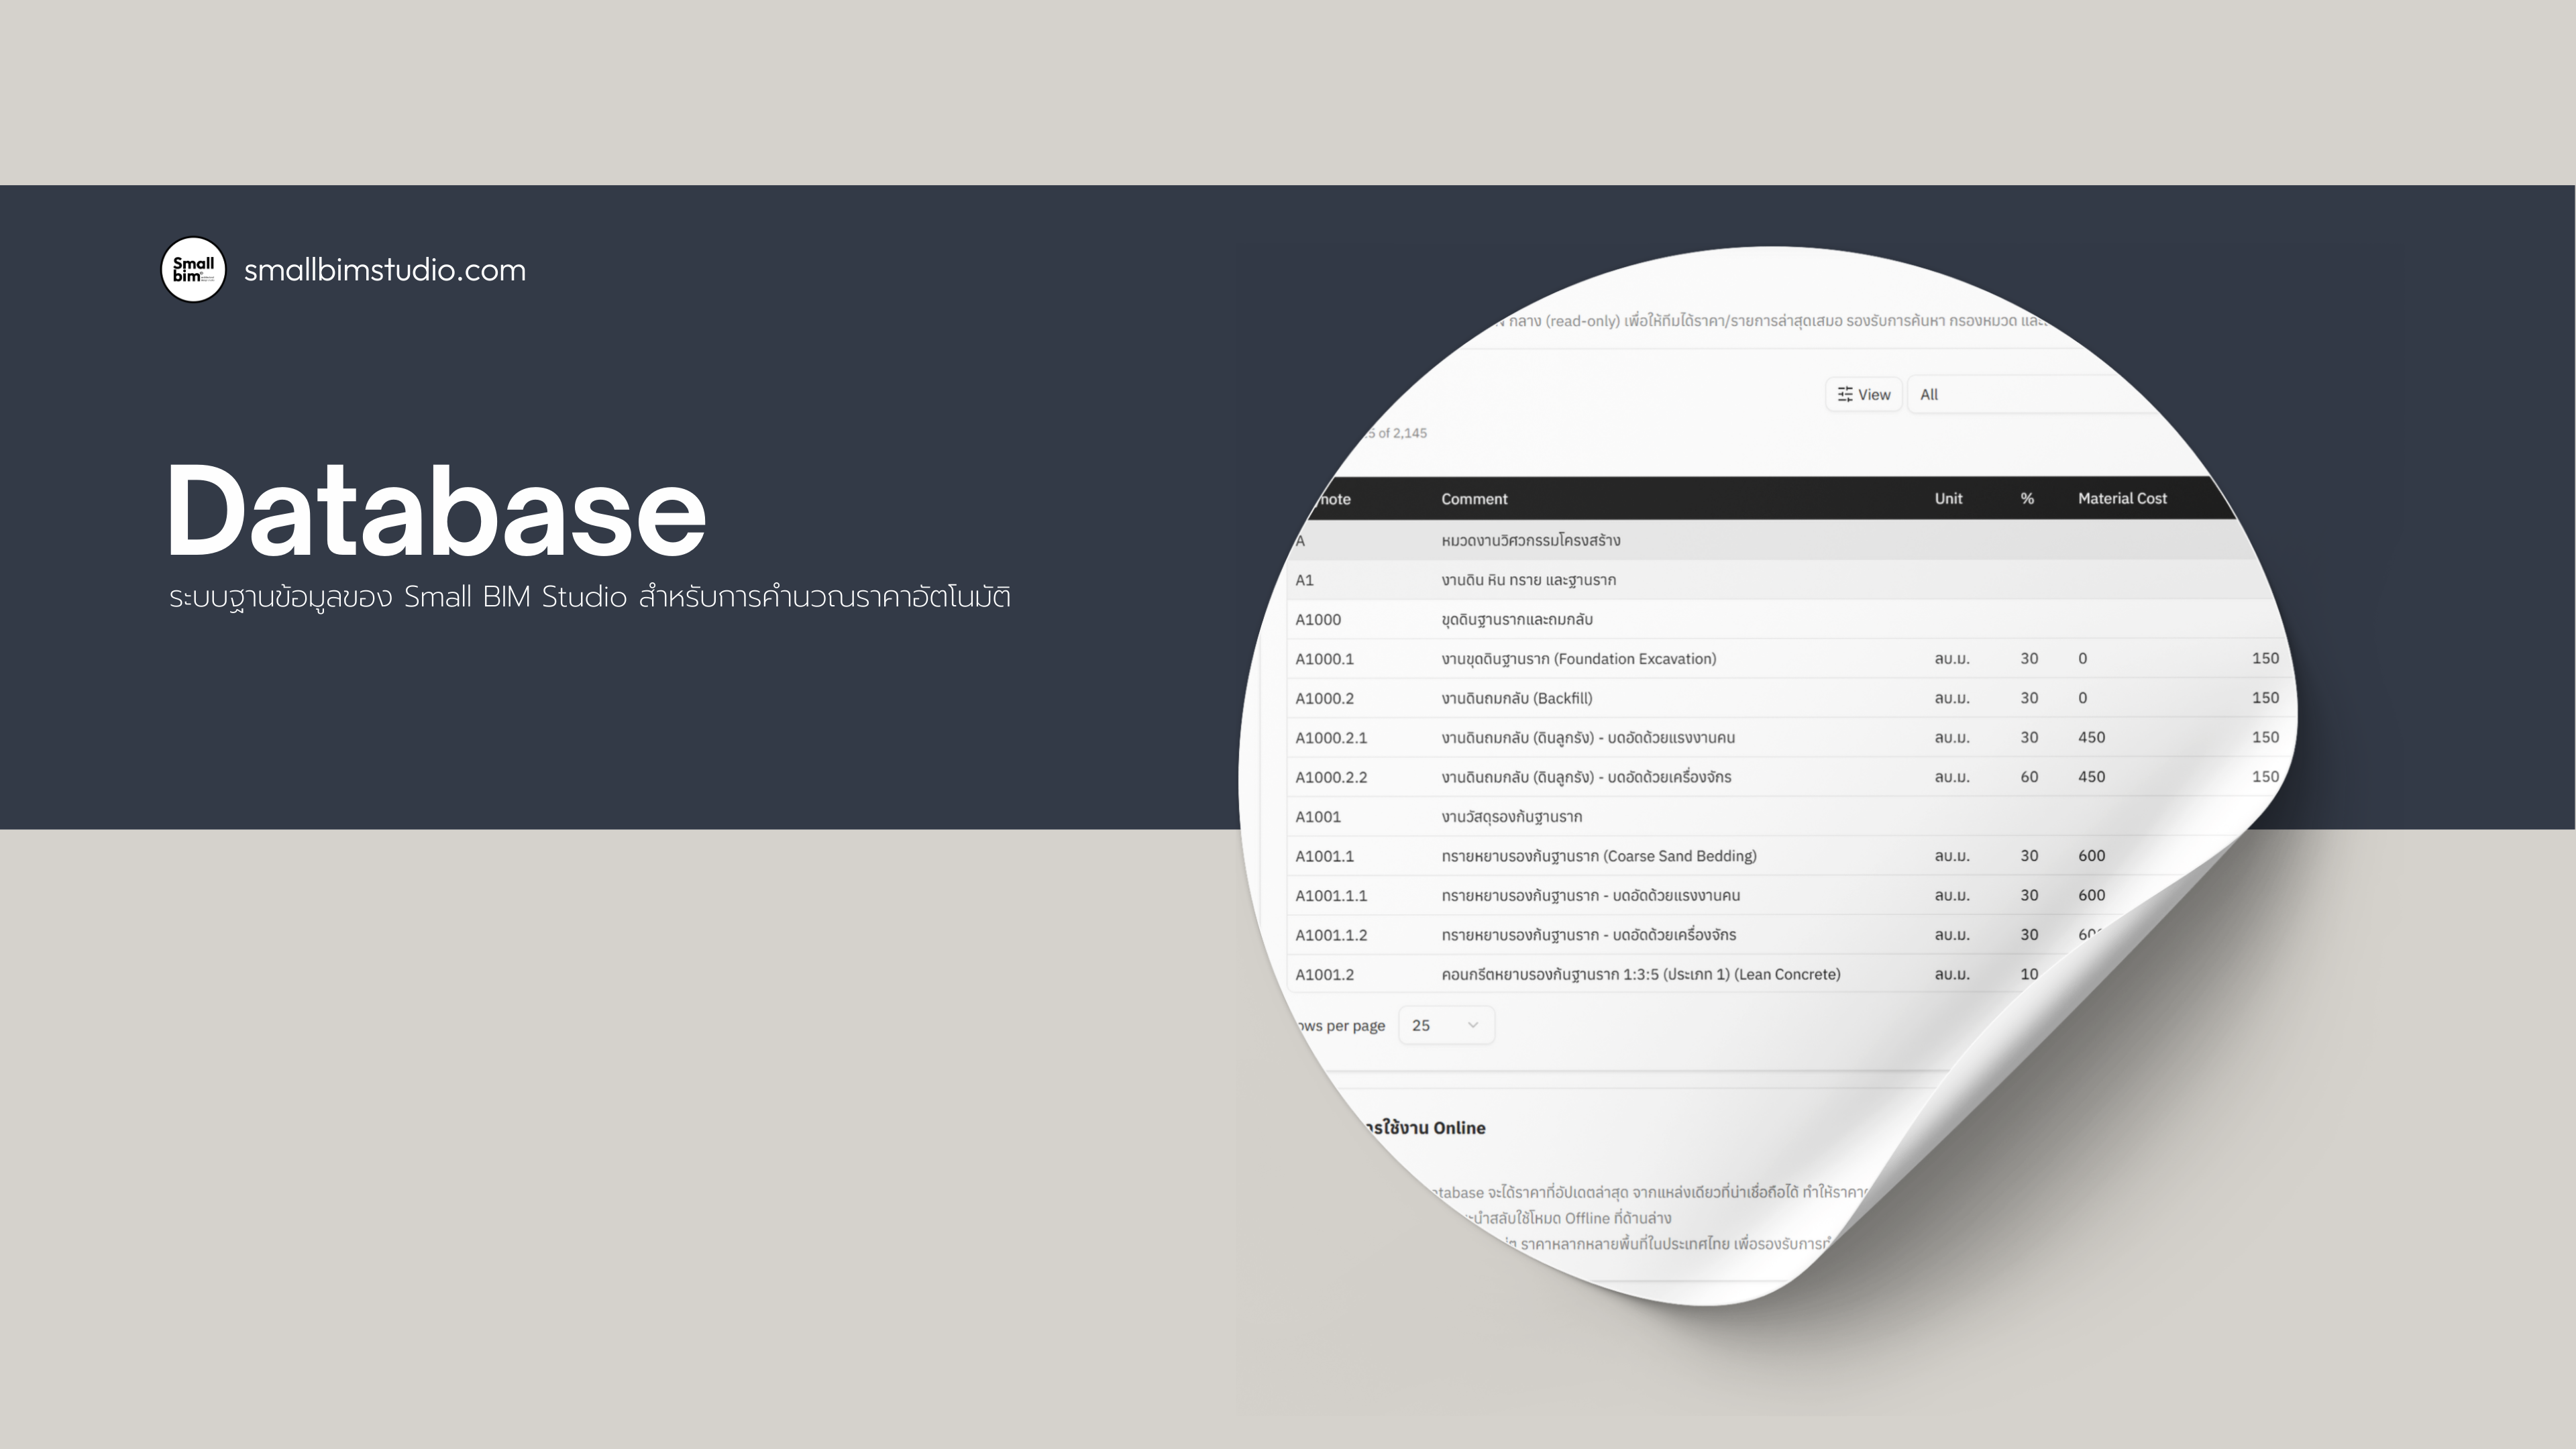 Small
bim
smallbimstudio.com
Database
ระบบฐานข้อมูลของ Small BIM Studio สำหรับการคำนวณราคาอัตโนมัติ
กลาง (read-only) เพื่อให้ทีมได้ราคา/รายการล่าสุดเสมอ รองรับการค้นหา กรองหมวด และ
View All
of 2,145
Comment Unit % Material Cost
A หมวดงานวิศวกรรมโครงสร้าง
A1 งานดิน หิน ทราย และฐานราก
A1000 ขุดดินฐานรากและถมกลับ
A1000.1 งานขุดดินฐานราก (Foundation Excavation) ลบ.ม. 30 0 150
A1000.2 งานดินถมกลับ (Backfill) ลบ.ม. 30 0 150
A1000.2.1 งานดินถมกลับ (ดินลูกรัง) - บดอัดด้วยแรงงานคน ลบ.ม. 30 450 150
A1000.2.2 งานดินถมกลับ (ดินลูกรัง) - บดอัดด้วยเครื่องจักร ลบ.ม. 60 450 150
A1001 งานวัสดุรองก้นฐานราก
A1001.1 ทรายหยาบรองก้นฐานราก (Coarse Sand Bedding) ลบ.ม. 30 600
A1001.1.1 ทรายหยาบรองก้นฐานราก - บดอัดด้วยแรงงานคน ลบ.ม. 30 600
A1001.1.2 ทรายหยาบรองก้นฐานราก - บดอัดด้วยเครื่องจักร ลบ.ม. 30
A1001.2 คอนกรีตหยาบรองก้นฐานราก 1:3:5 (ประเภท 1) (Lean Concrete) ลบ.ม. 10
per page 25
ใช้งาน Online
จะได้ราคาที่อัปเดตล่าสุด จากแหล่งเดียวที่น่าเชื่อถือได้ ทำให้ราคา
สลับใช้โหมด Offline ที่ด้านล่าง
ราคาหลากหลายพื้นที่ในประเทศไทย เพื่อรองรับการ